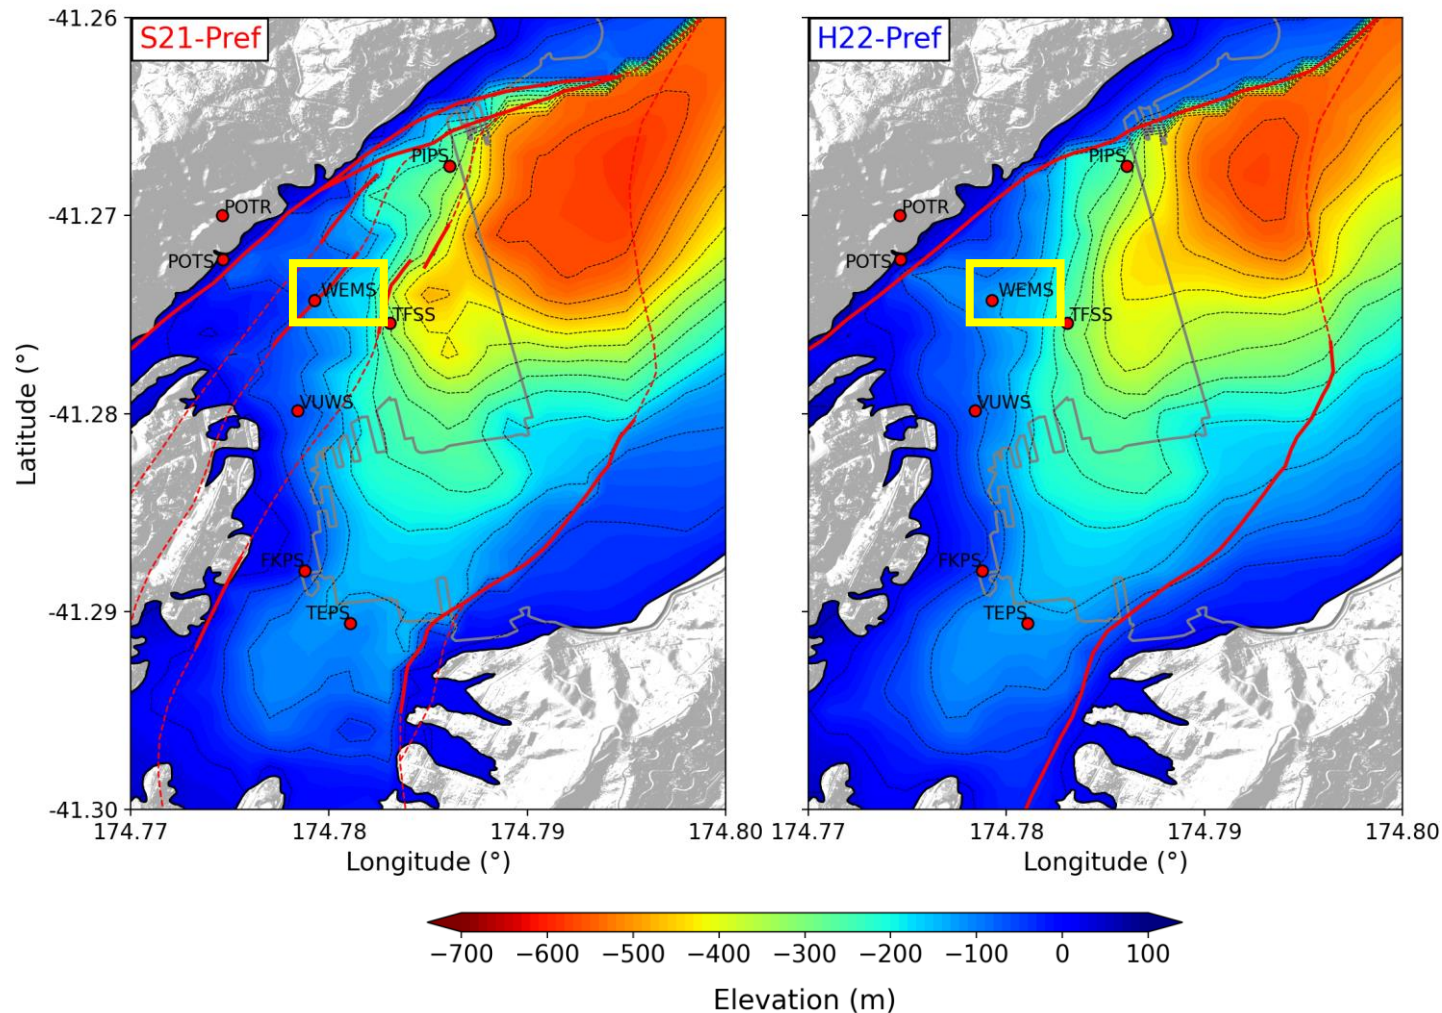 S21-Pref
H22-Pref
-41.26
-41.27
-41.28
-41.29
-41.30
Latitude (°)
PIPS
POTR
POTS
WEMS
TFSS
VUWS
FKPS
TEPS
PIPS
POTR
POTS
WEMS
TFSS
VUWS
FKPS
TEPS
174.77 174.78 174.79 174.80 174.77 174.78 174.79 174.80
Longitude (°) Longitude (°)
−700 −600 −500 −400 −300 −200 −100 0 100
Elevation (m)